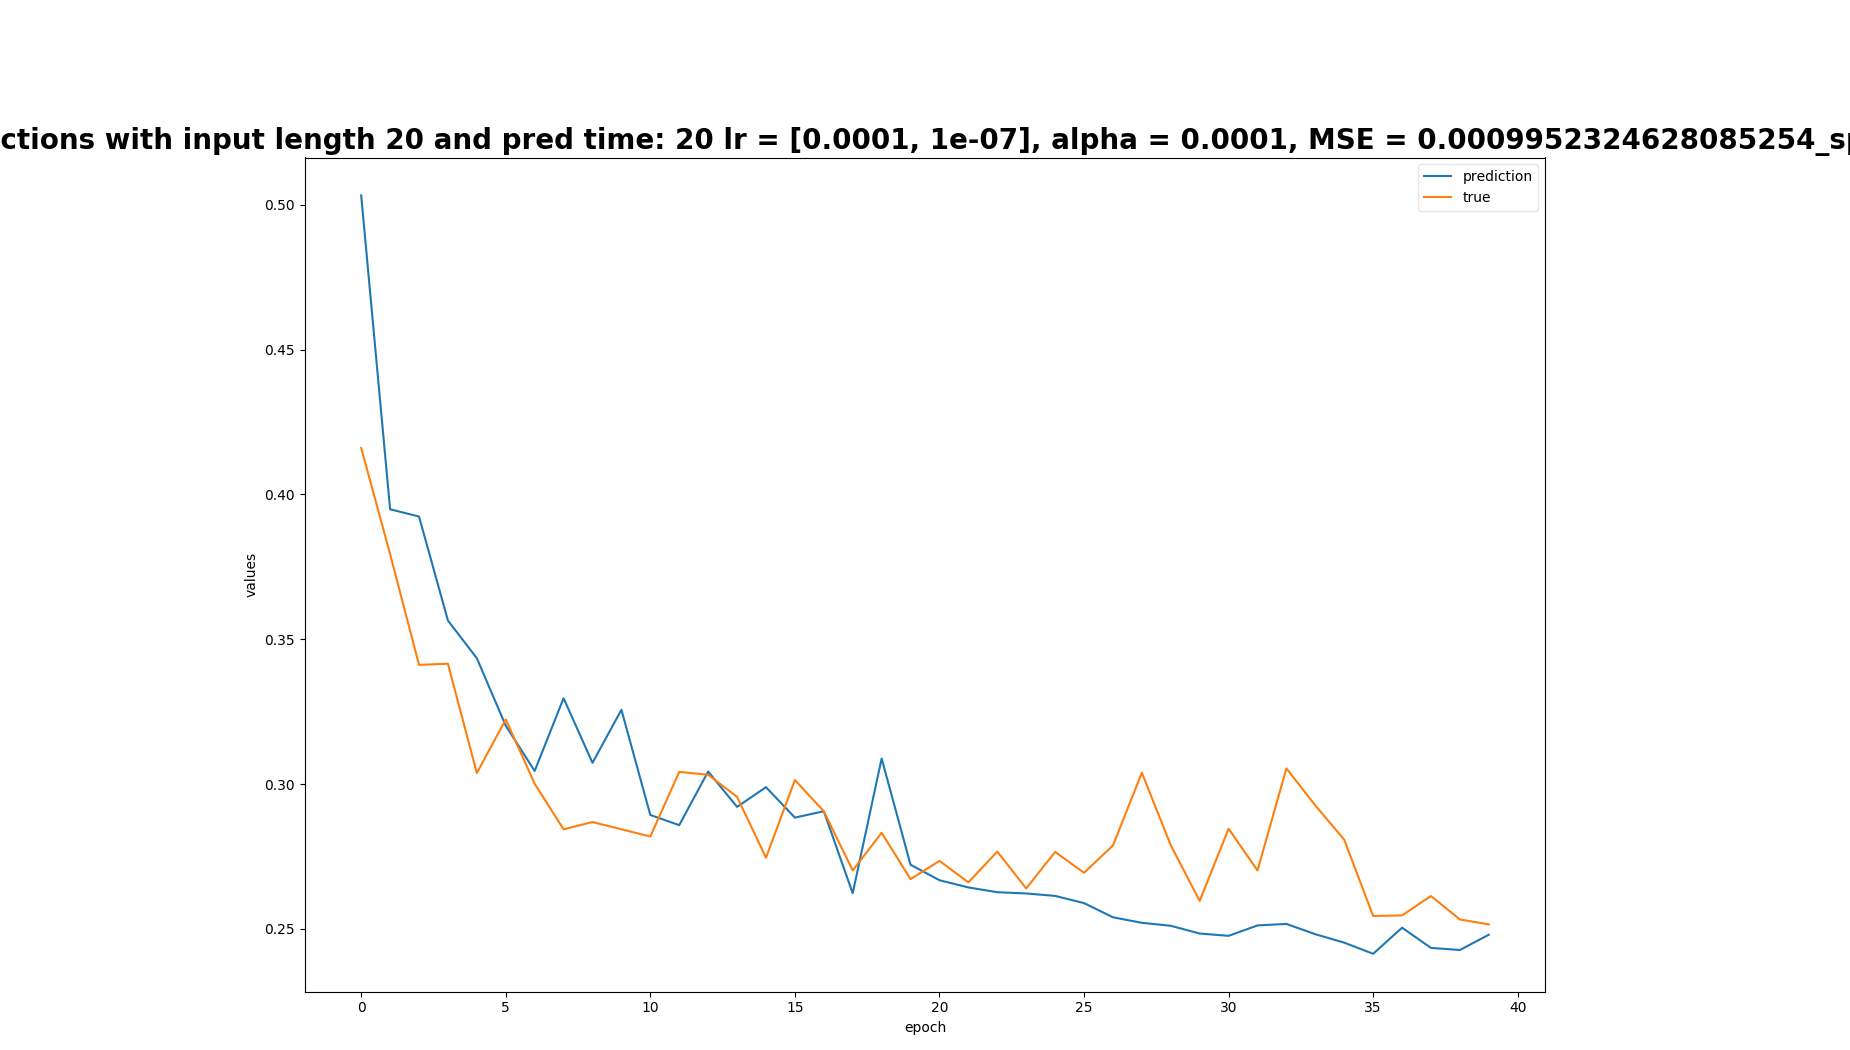 ctions with input length 20 and pred time: 20 lr = [0.0001, 1e-07], alpha = 0.0001, MSE = 0.0009952324628085254_sp
prediction
true
0.50
0.45
0.40
0.35
0.30
0.25
values
0 5 10 15 20 25 30 35 40
epoch